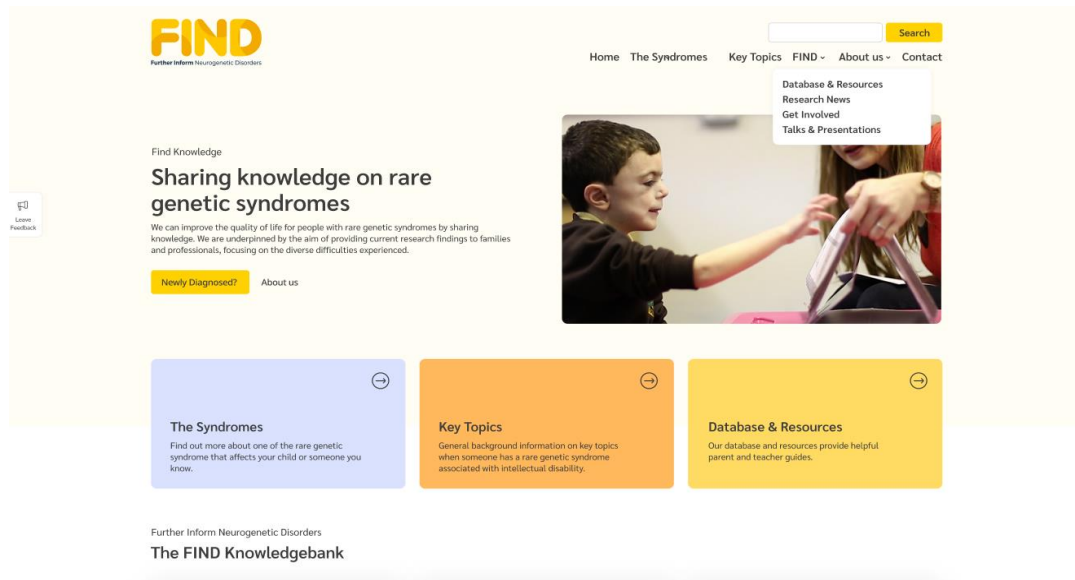 FIND
Further Inform Neurogenetic Disorders
Search
Home The Syndromes Key Topics FIND About us Contact
Database & Resources
Research News
Get Involved
Talks & Presentations
Find Knowledge
Sharing knowledge on rare
genetic syndromes
We can improve the quality of life for people with rare genetic syndromes by sharing
knowledge. We are underpinned by the aim of providing current research findings to families
and professionals, focusing on the diverse difficulties experienced.
Newly Diagnosed? About us
Leave
Feedback
The Syndromes
Find out more about one of the rare genetic
syndrome that affects your child or someone you
know.
Key Topics
General background information on key topics
when someone has a rare genetic syndrome
associated with intellectual disability.
Database & Resources
Our database and resources provide helpful
parent and teacher guides.
Further Inform Neurogenetic Disorders
The FIND Knowledgebank